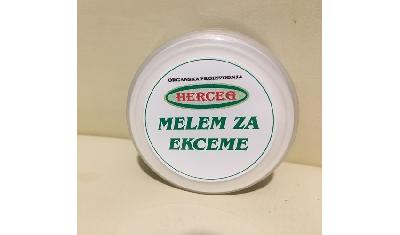 ORGANSKA PROIZVODNJA
HERCEG
MELEM ZA
EKCEME